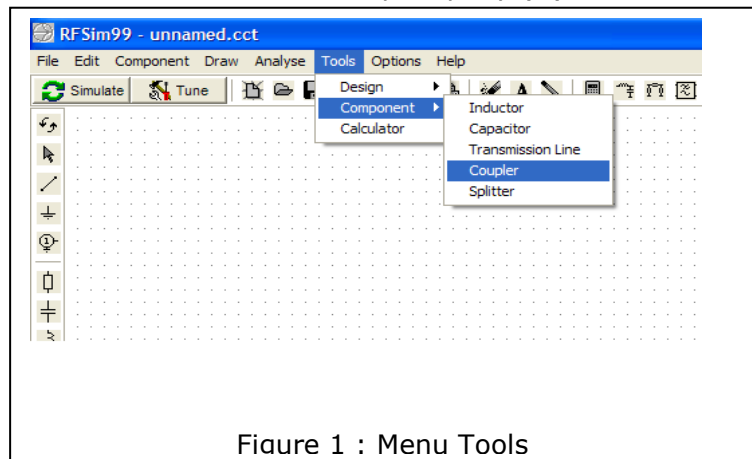 RFSim99 - unnamed.cct
File Edit Component Draw Analyse Tools Options Help
Simulate Tune
Design
Component
Calculator
Inductor
Capacitor
Transmission Line
Coupler
Splitter
Figure 1 : Menu Tools